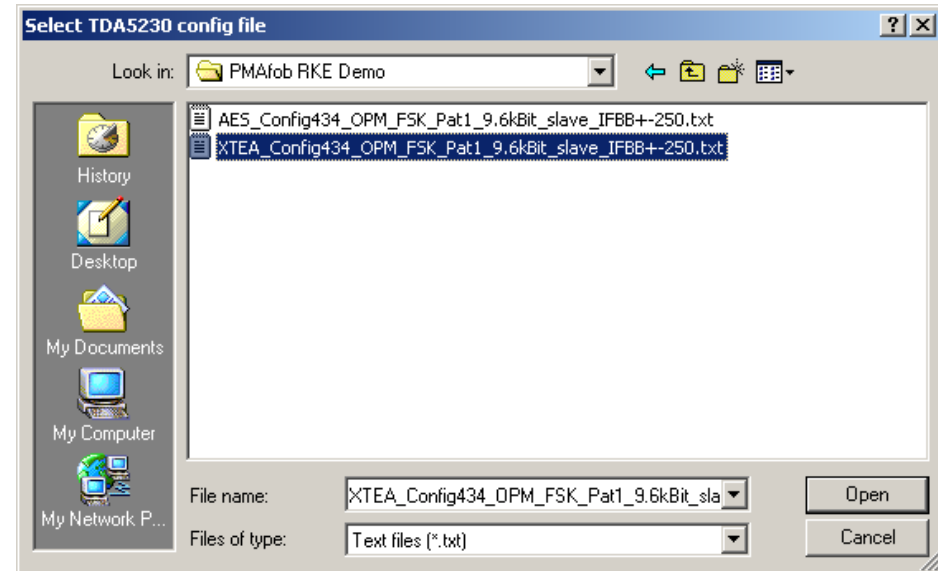 Select TDA5230 config file
Look in: PMAfob RKE Demo
AES_Config434_OPM_FSK_Pat1_9.6kBit_slave_IFBB+-250.txt
XTEA_Config434_OPM_FSK_Pat1_9.6kBit_slave_IFBB+-250.txt
History
Desktop
My Documents
My Computer
My Network P...
File name: XTEA_Config434_OPM_FSK_Pat1_9.6kBit_sla Open
Files of type: Text files (*.txt) Cancel